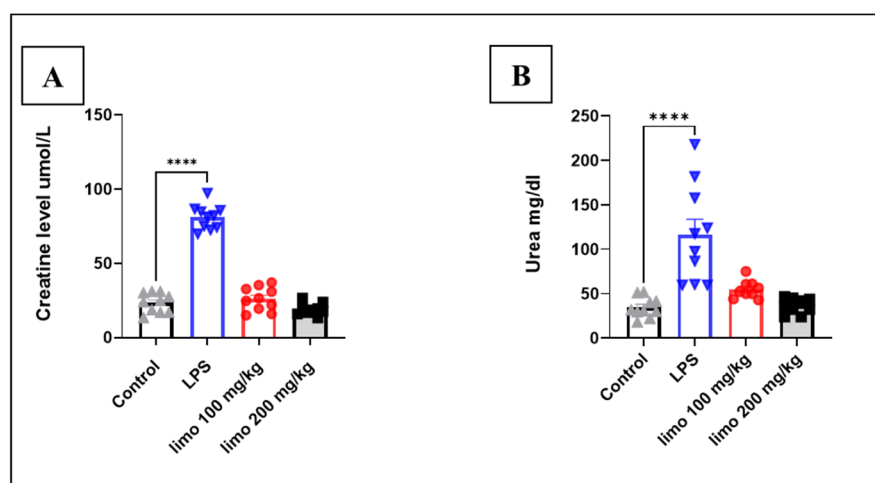 A
Creatine level umol/L
150
100
50
0
****
Control
LPS
limo 100 mg/kg
limo 200 mg/kg
B
Urea mg/dl
250
200
150
100
50
0
****
Control
LPS
limo 100 mg/kg
limo 200 mg/kg